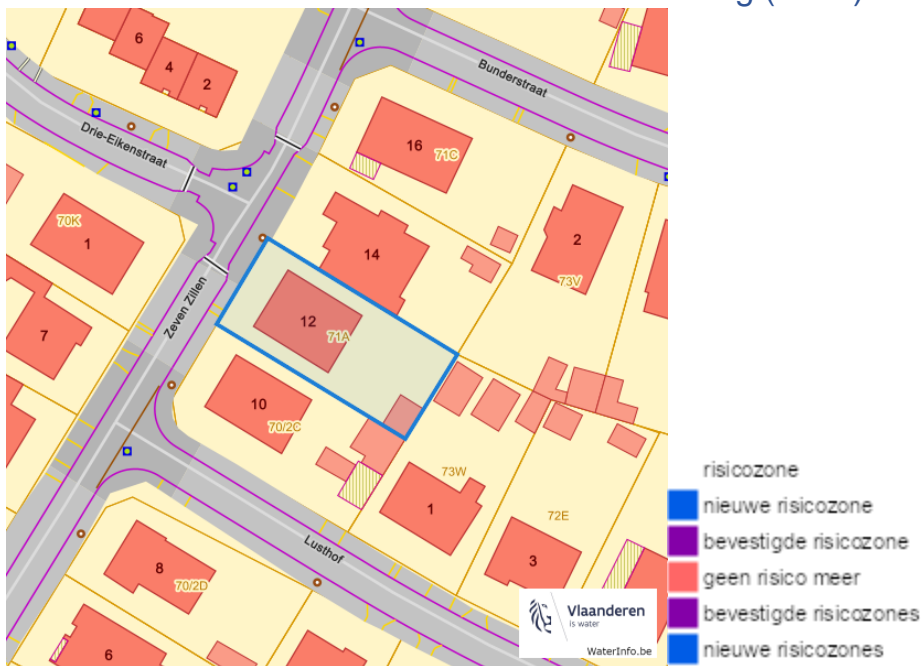 6
4
2
Bunderstraat
Drie-Eikenstraat
16
71C
70K
1
2
14
73V
Zeven Zillen
12
71A
7
10
70/2C
73W
1
72E
3
Lusthof
8
70/2D
6
Vlaanderen
is water
WaterInfo.be
risicozone
nieuwe risicozone
bevestigde risicozone
geen risico meer
bevestigde risicozones
nieuwe risicozones